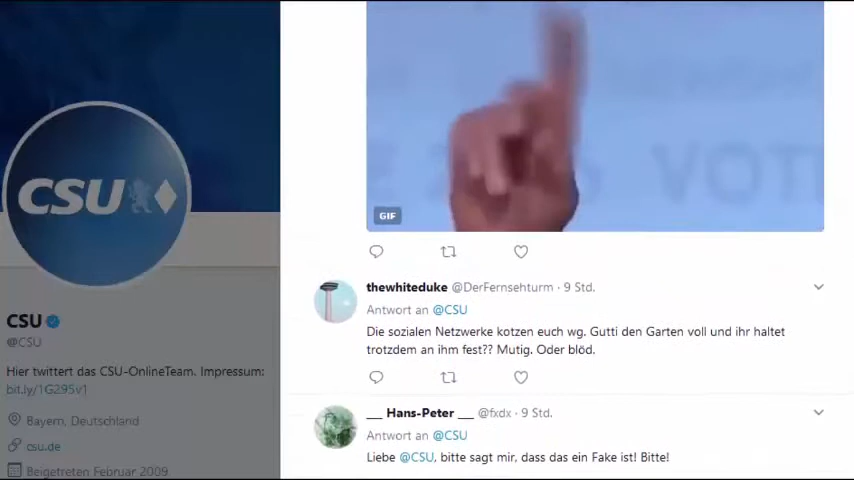 CSU
CSU
@CSU
Hier twittert das CSU-OnlineTeam. Impressum:
bit.ly/1G295v1
Bayern, Deutschland
csu.de
Beigetreten Februar 2009
VOT
GIF
thewhiteduke @DerFernsehturm · 9 Std.
Antwort an @CSU
Die sozialen Netzwerke kotzen euch wg. Gutti den Garten voll und ihr haltet
trotzdem an ihm fest?? Mutig. Oder blöd.
___ Hans-Peter ___ @fxdx · 9 Std.
Antwort an @CSU
Liebe @CSU, bitte sagt mir, dass das ein Fake ist! Bitte!